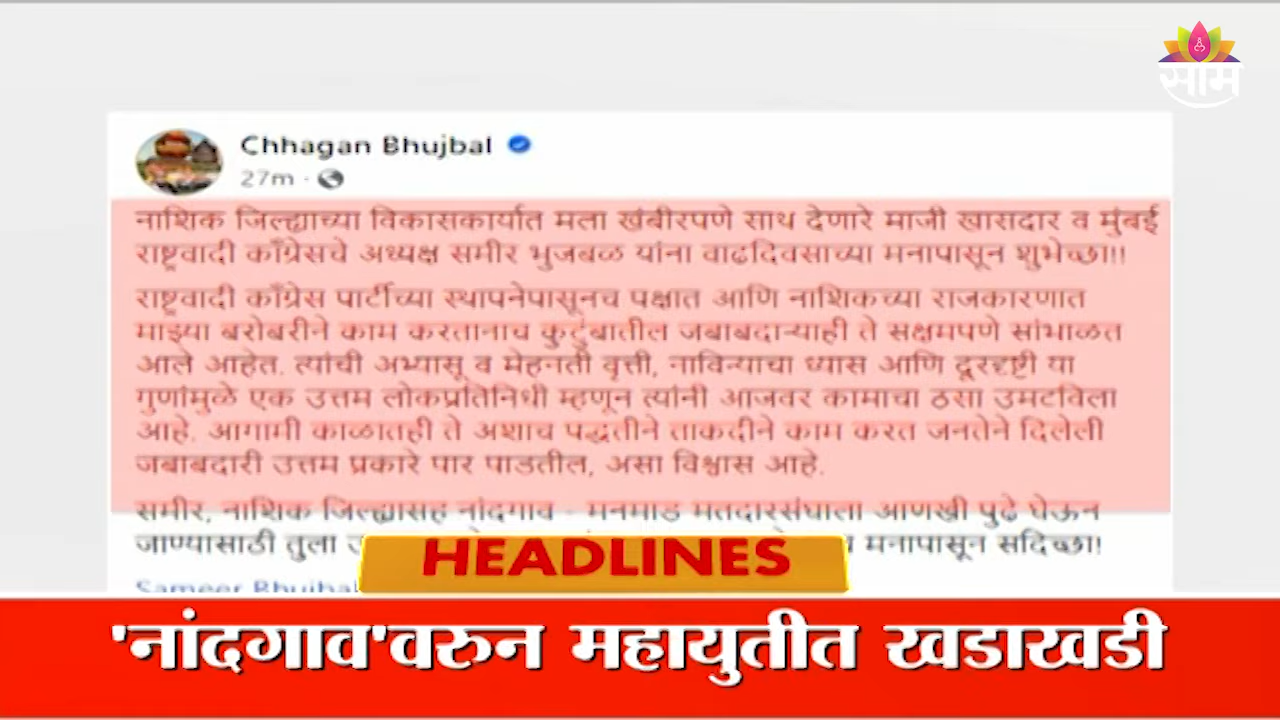 साम
Chhagan Bhujbal
27m
नाशिक जिल्ह्याच्या विकासकार्यात मला खंबीरपणे साथ देणारे माजी खासदार व मुंबई
राष्ट्रवादी काँग्रेसचे अध्यक्ष समीर भुजबळ यांना वाढदिवसाच्या मनापासून शुभेच्छा!!
राष्ट्रवादी काँग्रेस पार्टीच्या स्थापनेपासूनच पक्षात आणि नाशिकच्या राजकारणात
माझ्या बरोबरीने काम करतानाच कुटुंबातील जबाबदाऱ्याही ते सक्षमपणे सांभाळत
आले आहेत. त्यांची अभ्यासू व मेहनती वृत्ती, नाविन्याचा ध्यास आणि दूरदृष्टी या
गुणांमुळे एक उत्तम लोकप्रतिनिधी म्हणून त्यांनी आजवर कामाचा ठसा उमटविला
आहे. आगामी काळातही ते अशाच पद्धतीने ताकदीने काम करत जनतेने दिलेली
जबाबदारी उत्तम प्रकारे पार पाडतील, असा विश्वास आहे.
समीर, नाशिक जिल्ह्यासह नांदगाव - मनमाड मतदारसंघाला आणखी पुढे घेऊन
जाण्यासाठी तुला मनापासून सदिच्छा!
Sameer Bhujbal
HEADLINES
'नांदगाव'वरुन महायुतीत खडाखडी